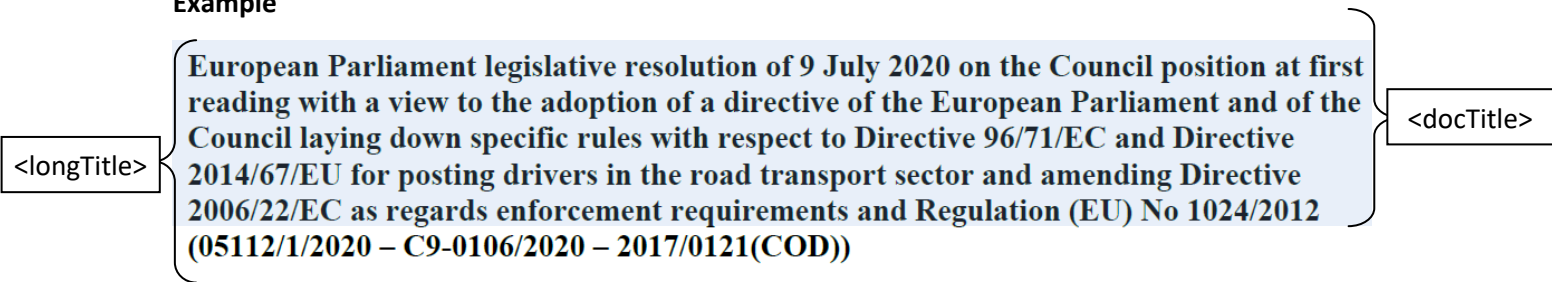 Example
European Parliament legislative resolution of 9 July 2020 on the Council position at first
reading with a view to the adoption of a directive of the European Parliament and of the
Council laying down specific rules with respect to Directive 96/71/EC and Directive
2014/67/EU for posting drivers in the road transport sector and amending Directive
2006/22/EC as regards enforcement requirements and Regulation (EU) No 1024/2012
(05112/1/2020 – C9-0106/2020 – 2017/0121(COD))
<longTitle>
<docTitle>